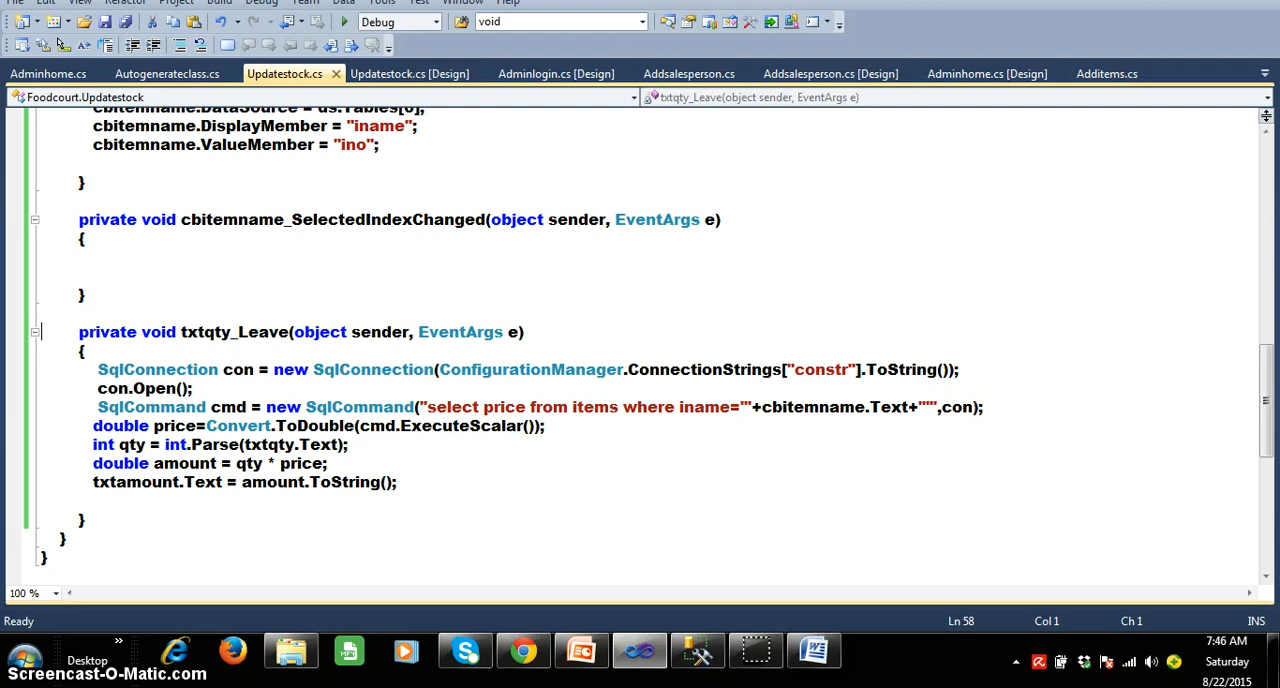 File Edit View Refactor Project Build Debug Team Data Tools Test Window Help
Debug void
Adminhome.cs Autogenerateclass.cs Updatestock.cs Updatestock.cs [Design] Adminlogin.cs [Design] Addsalesperson.cs Addsalesperson.cs [Design] Adminhome.cs [Design] Additems.cs
Foodcourt.Updatestock txtqty_Leave(object sender, EventArgs e)
cbitemname.DataSource = ds.Tables[0];
cbitemname.DisplayMember = "iname";
cbitemname.ValueMember = "ino";
}
private void cbitemname_SelectedIndexChanged(object sender, EventArgs e)
{
}
private void txtqty_Leave(object sender, EventArgs e)
{
SqlConnection con = new SqlConnection(ConfigurationManager.ConnectionStrings["constr"].ToString());
con.Open();
SqlCommand cmd = new SqlCommand("select price from items where iname='"+cbitemname.Text+"'",con);
double price=Convert.ToDouble(cmd.ExecuteScalar());
int qty = int.Parse(txtqty.Text);
double amount = qty * price;
txtamount.Text = amount.ToString();
}
}
}
100 %
Ready Ln 58 Col 1 Ch 1 INS
Desktop »
7:46 AM
Saturday
8/22/2015
Screencast-O-Matic.com